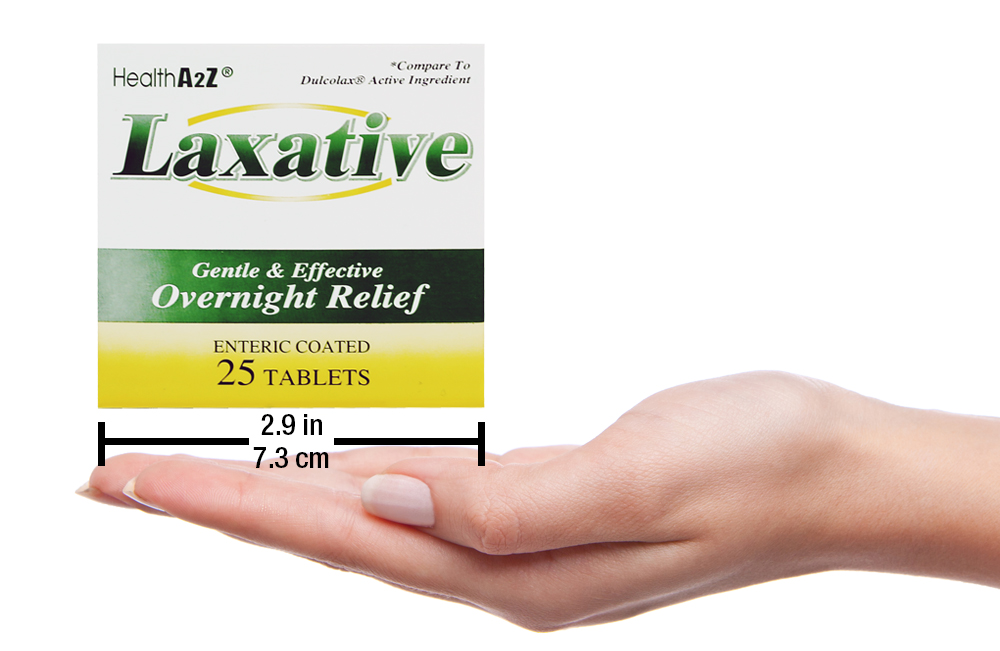 HealthA2Z®
*Compare To
Dulcolax® Active Ingredient
Laxative
Gentle & Effective
Overnight Relief
ENTERIC COATED
25 TABLETS
2.9 in
7.3 cm